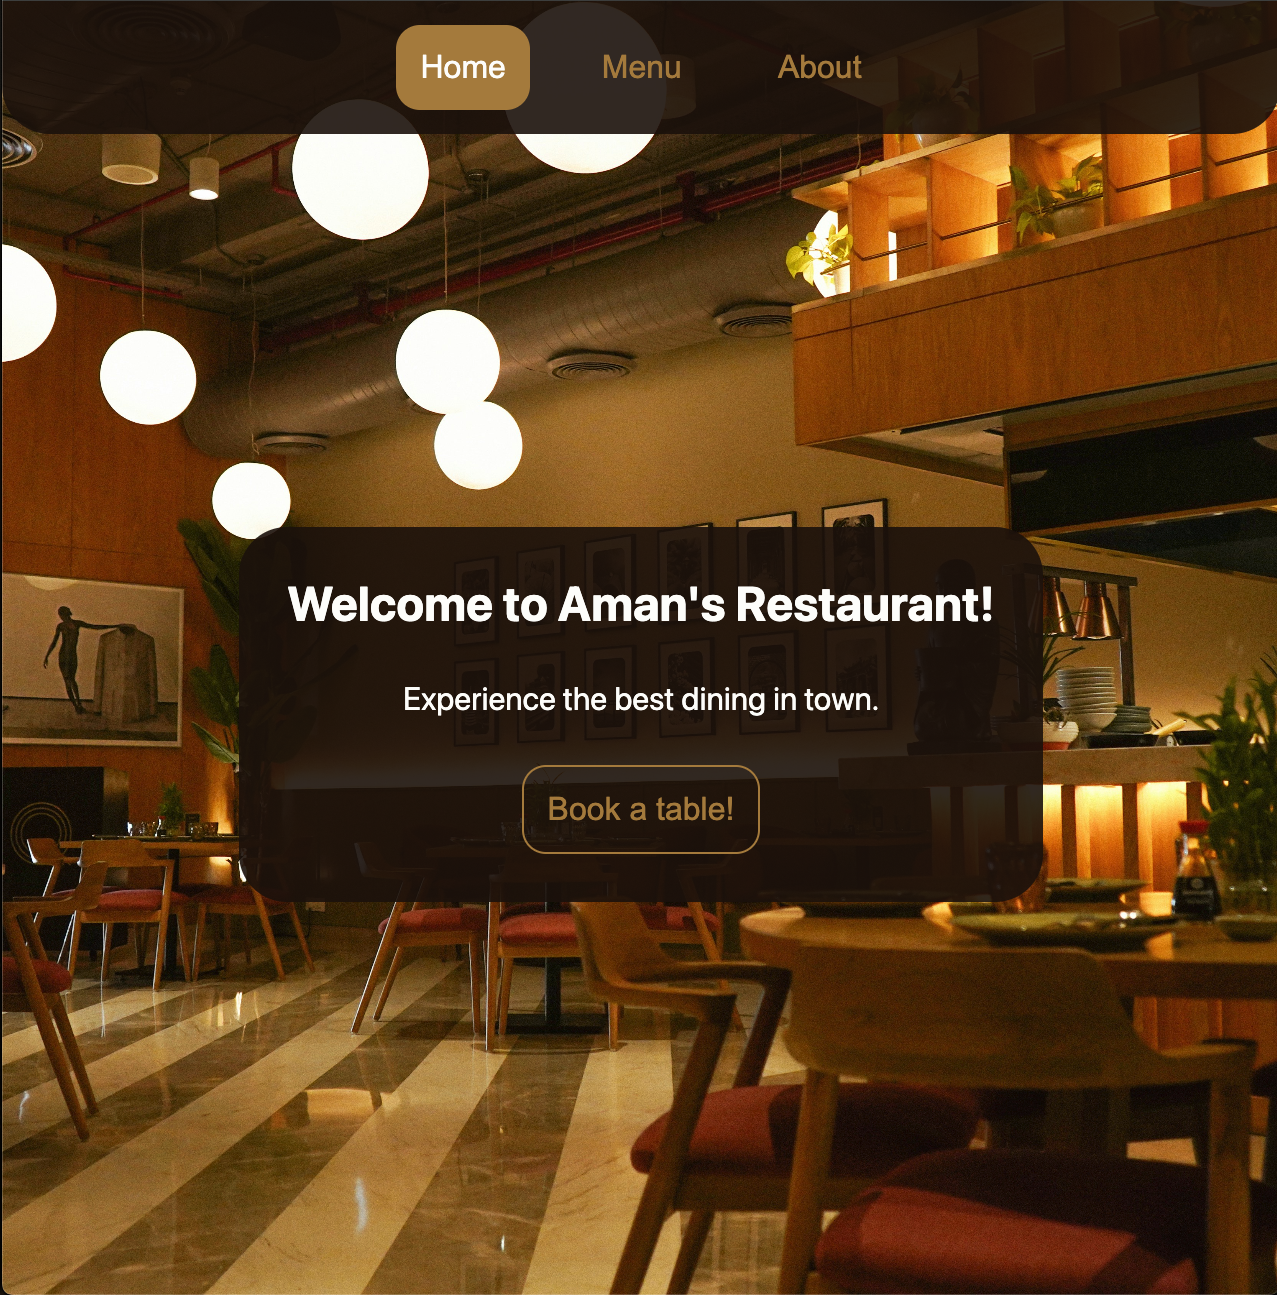 Home
Menu
About
Welcome to Aman's Restaurant!
Experience the best dining in town.
Book a table!